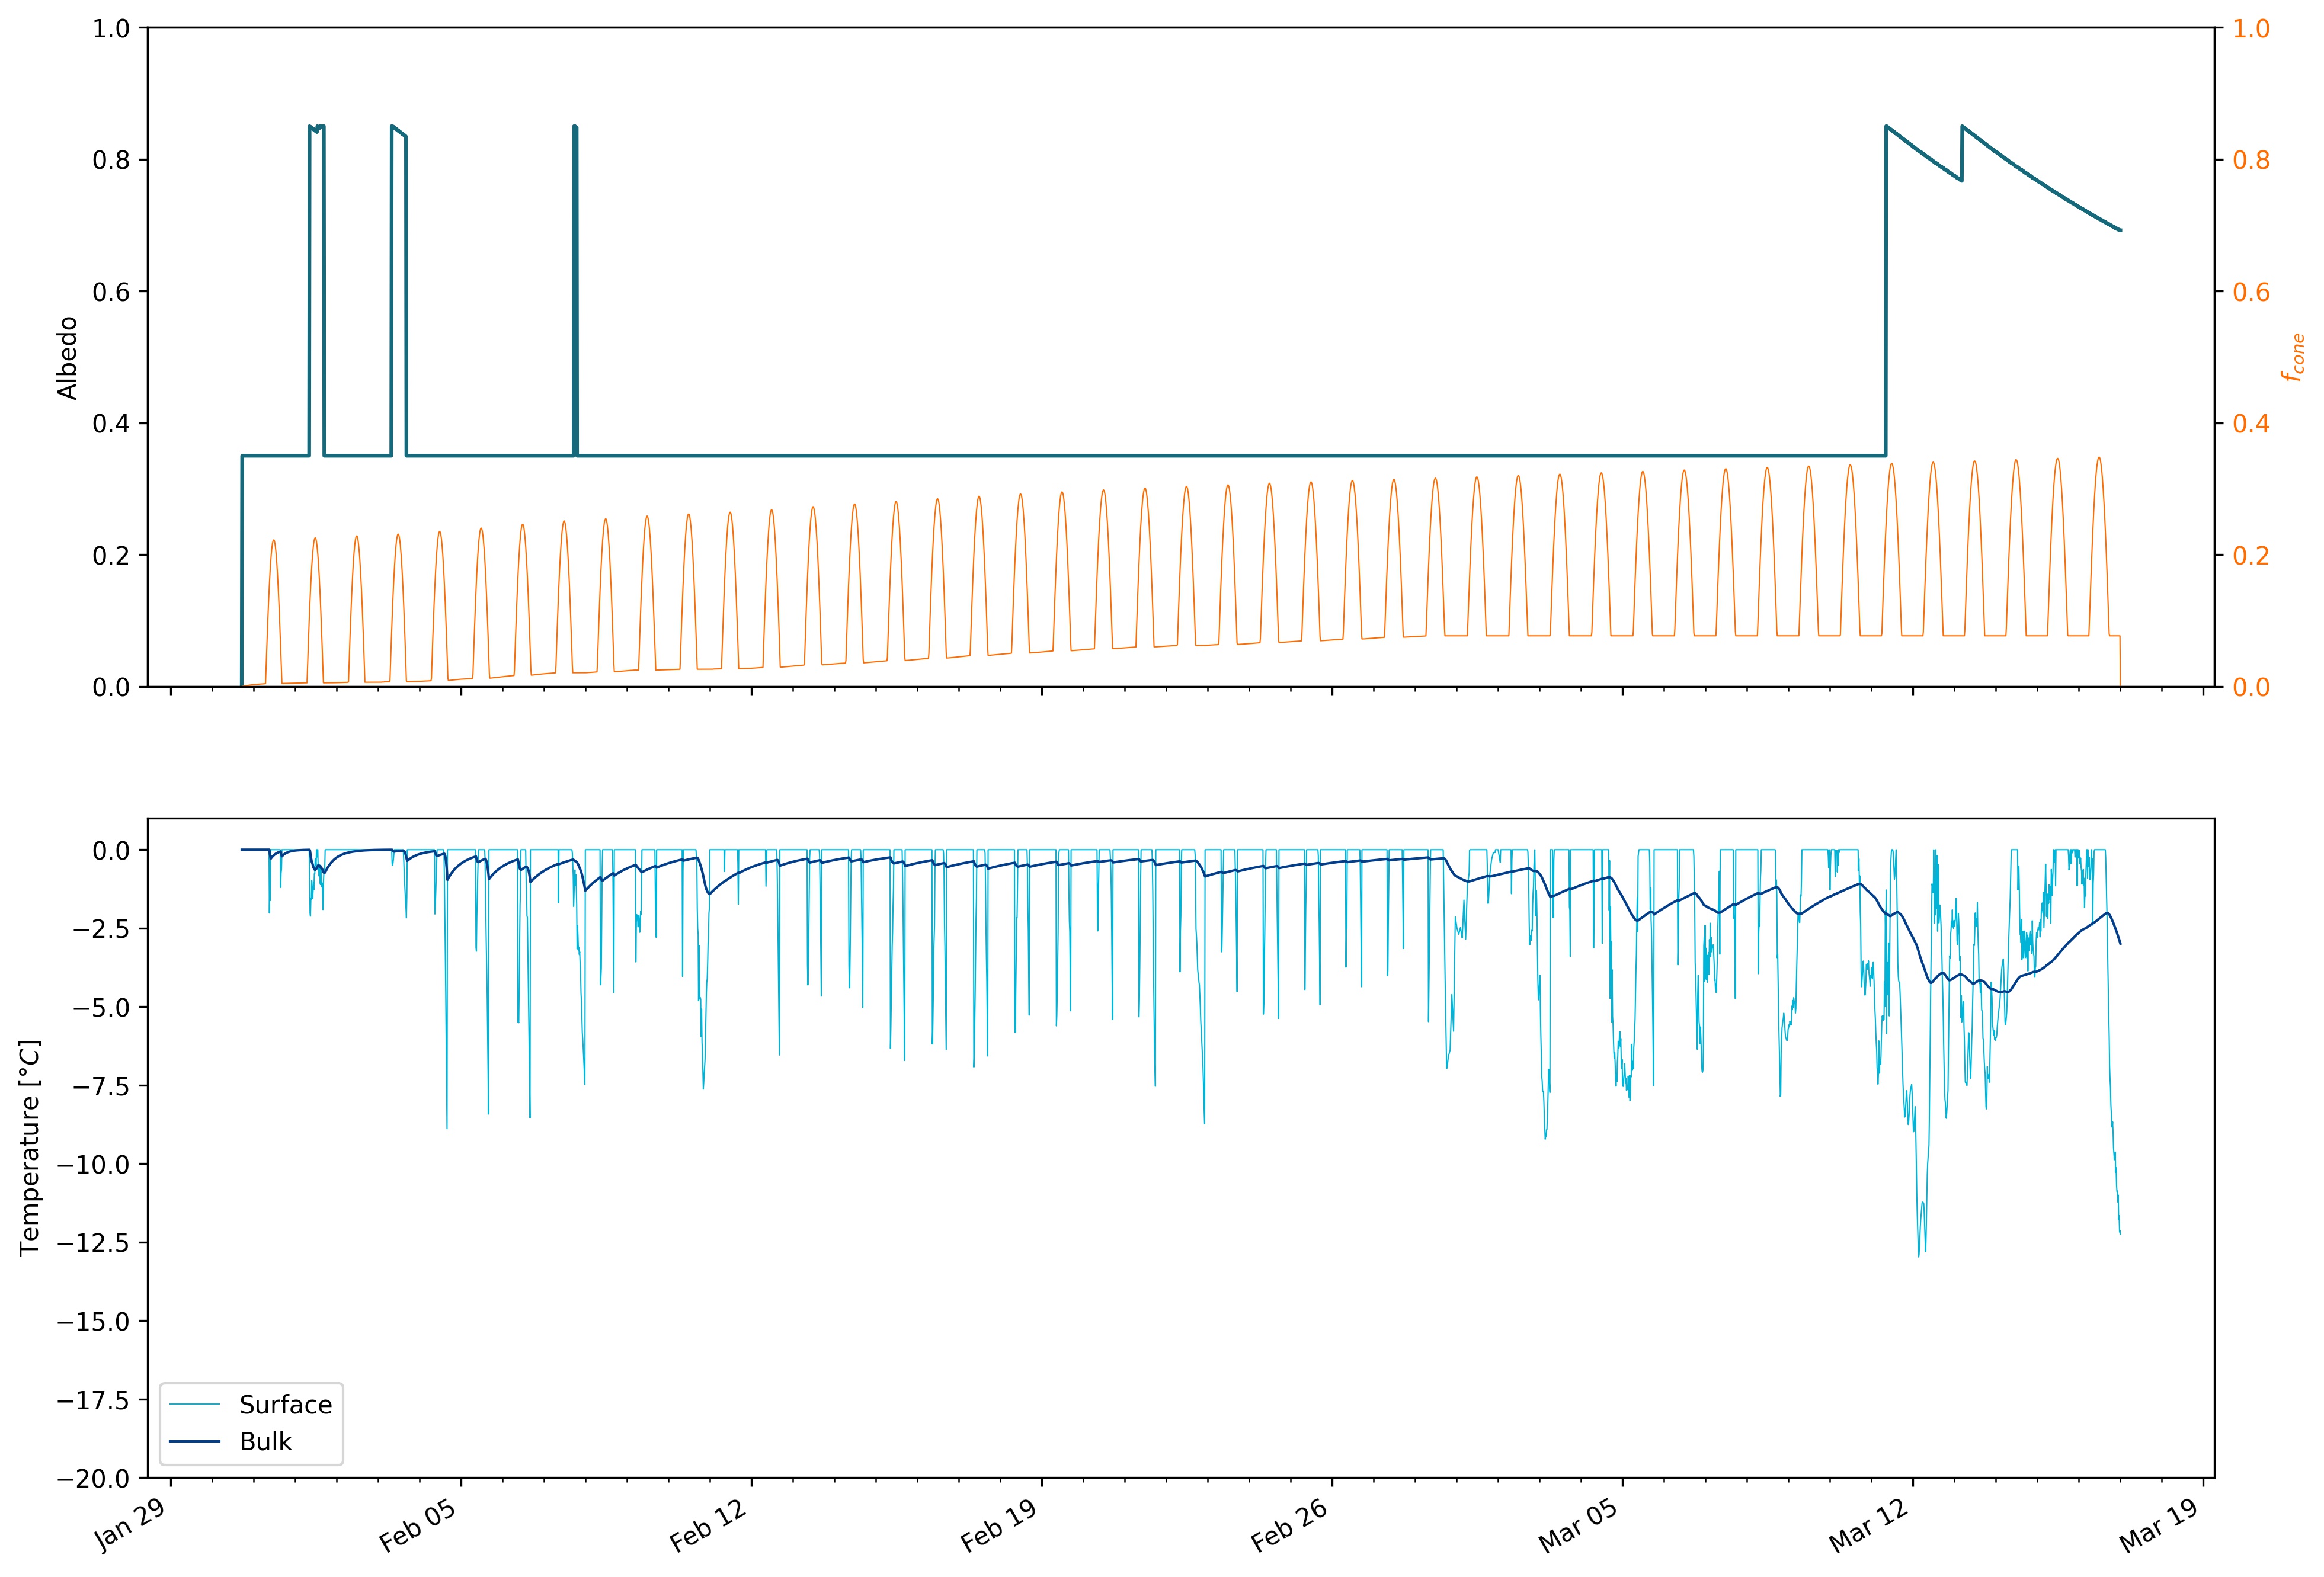 1.0
0.8
0.6
0.4
0.2
0.0
Albedo
1.0
0.8
0.6
0.4
0.2
0.0
f_cone
0.0
−2.5
−5.0
−7.5
−10.0
−12.5
−15.0
−17.5
−20.0
Temperature [°C]
Surface
Bulk
Jan 29
Feb 05
Feb 12
Feb 19
Feb 26
Mar 05
Mar 12
Mar 19